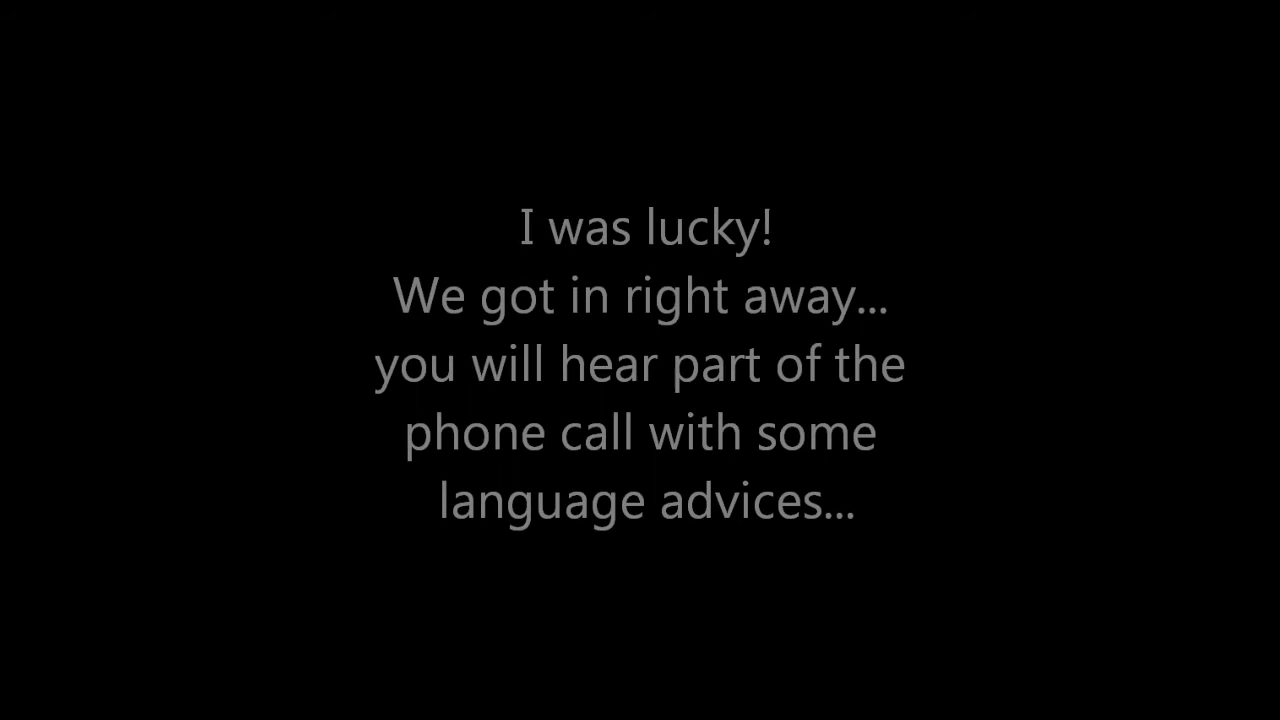 I was lucky!
We got in right away...
you will hear part of the
phone call with some
language advices...